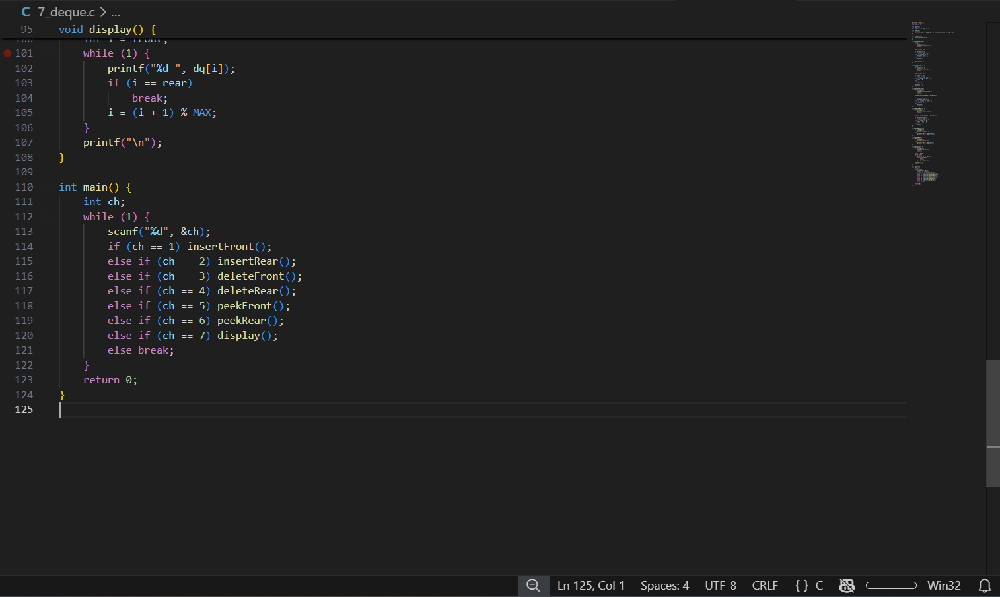 C 7_deque.c > ...
95 void display() {
100 int i = front;
101 while (1) {
102 printf("%d ", dq[i]);
103 if (i == rear)
104 break;
105 i = (i + 1) % MAX;
106 }
107 printf("\n");
108 }
109
110 int main() {
111 int ch;
112 while (1) {
113 scanf("%d", &ch);
114 if (ch == 1) insertFront();
115 else if (ch == 2) insertRear();
116 else if (ch == 3) deleteFront();
117 else if (ch == 4) deleteRear();
118 else if (ch == 5) peekFront();
119 else if (ch == 6) peekRear();
120 else if (ch == 7) display();
121 else break;
122 }
123 return 0;
124 }
125
Ln 125, Col 1 Spaces: 4 UTF-8 CRLF { } C Win32